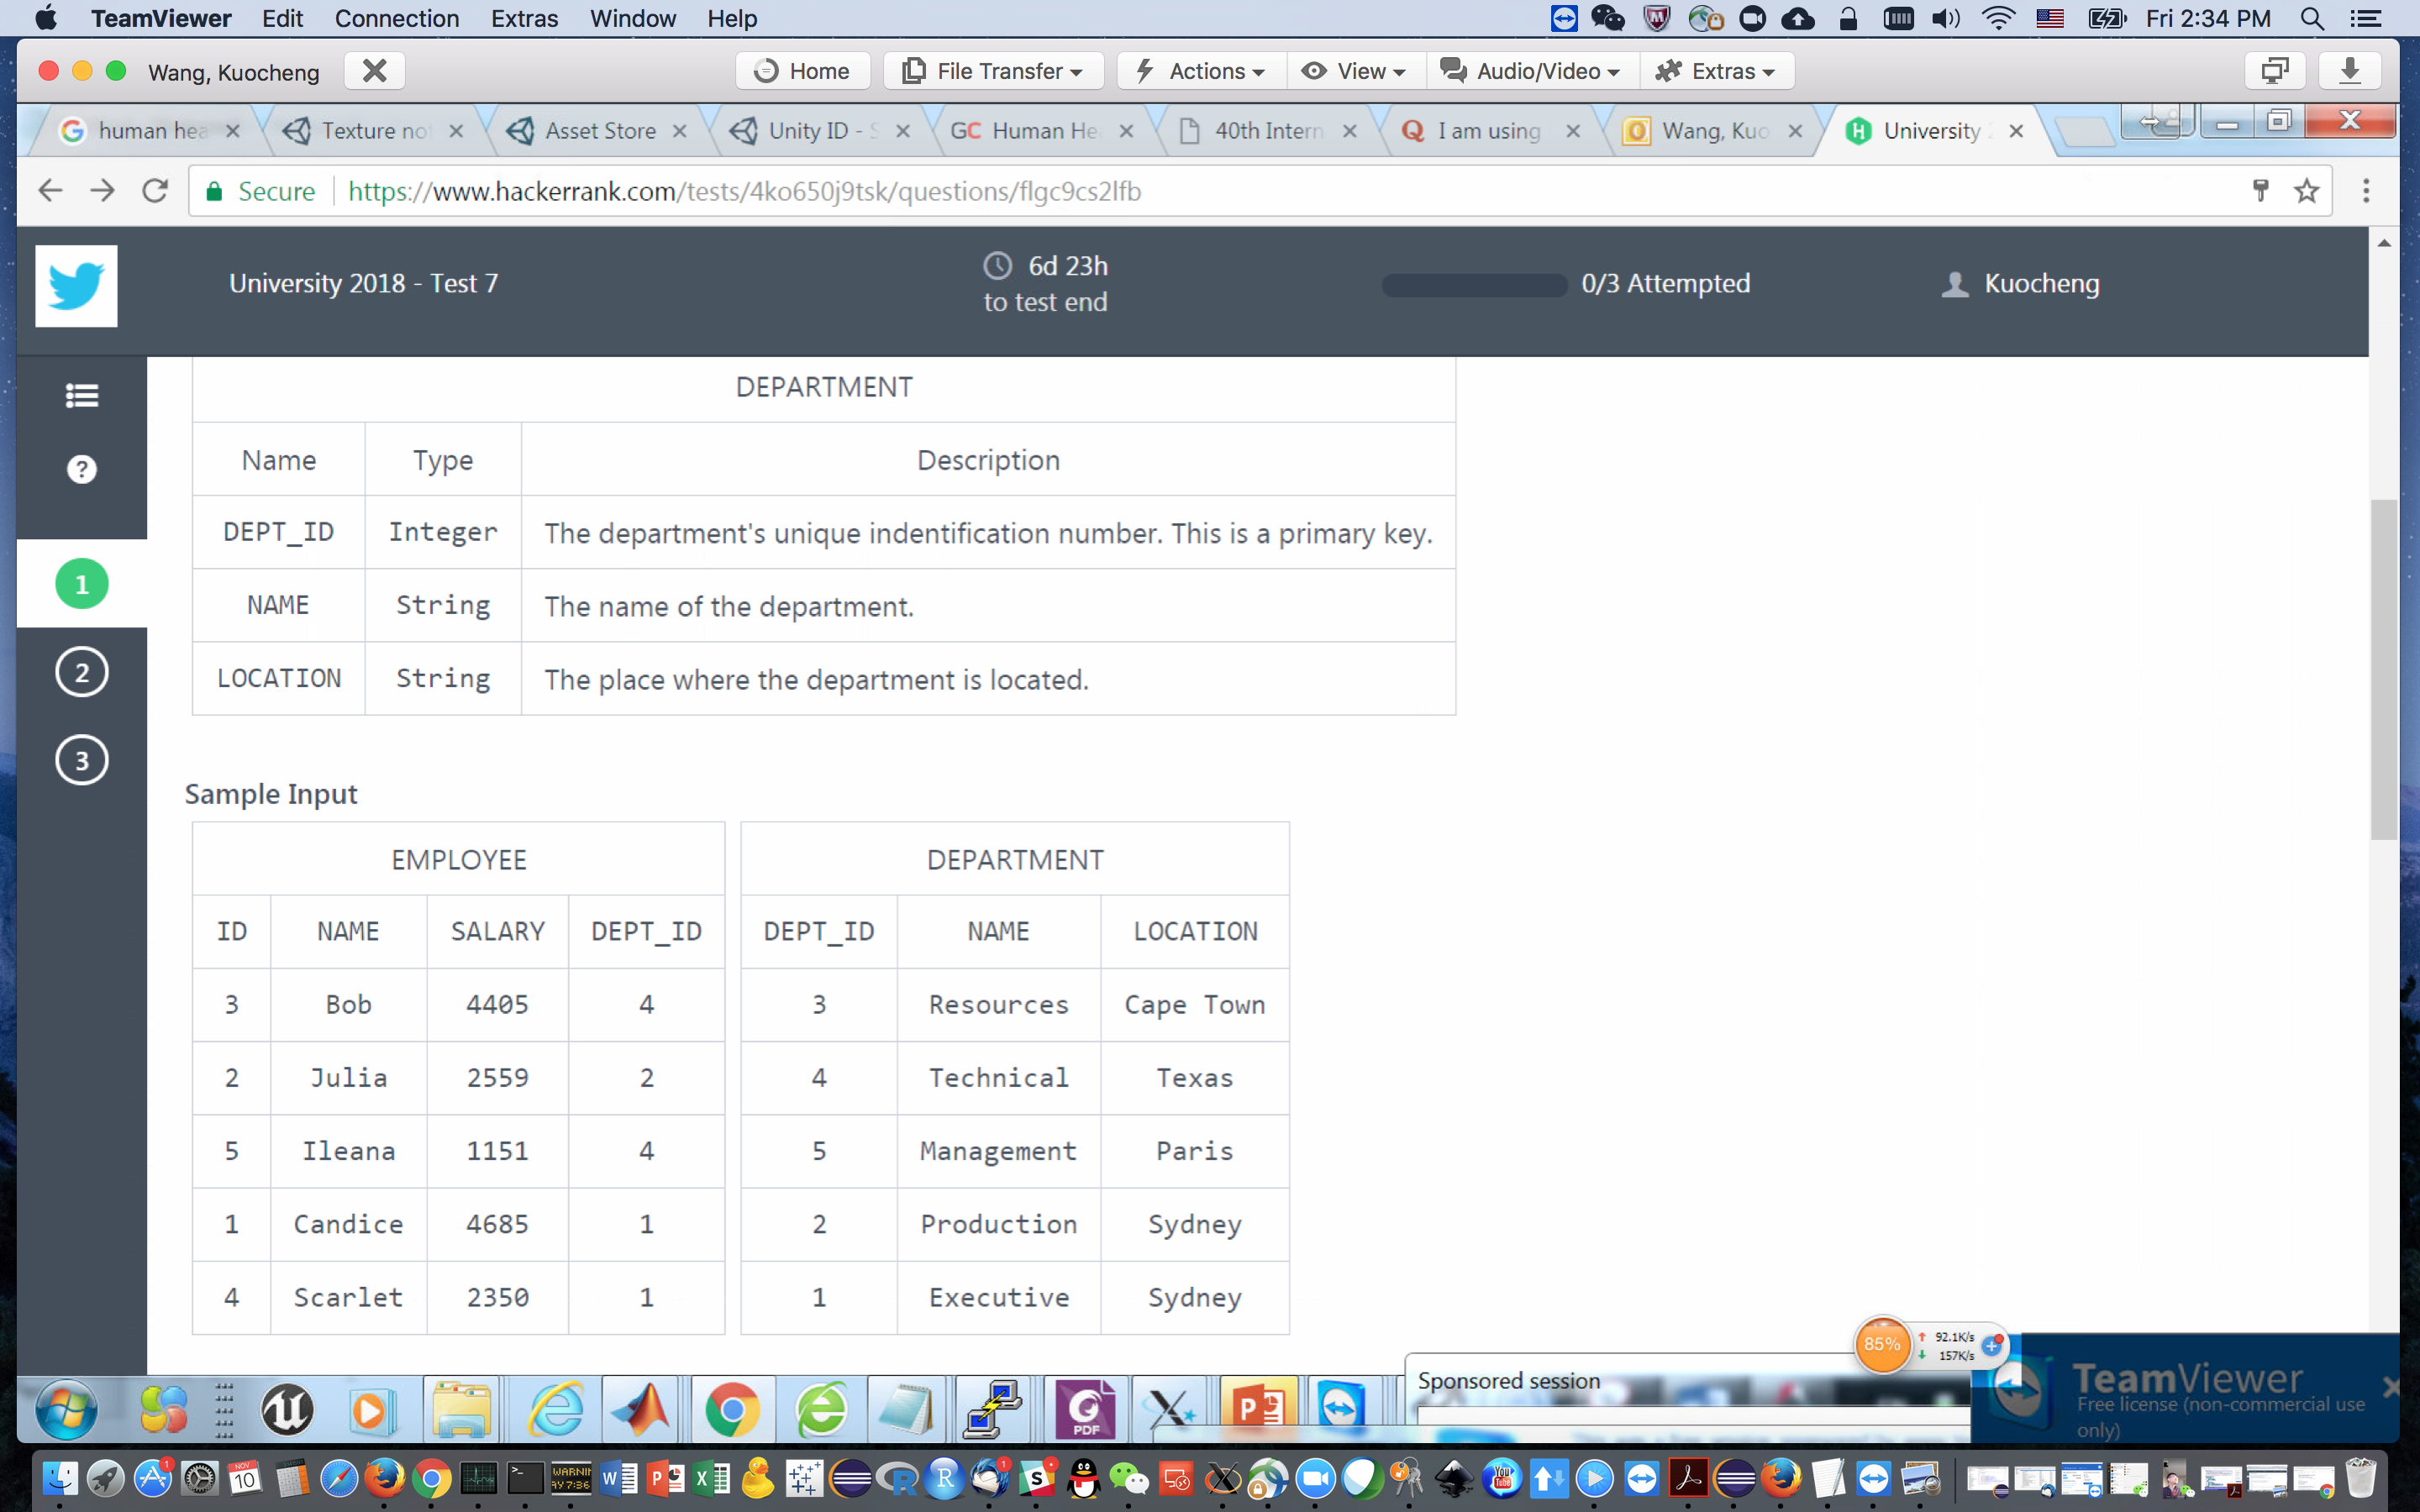 TeamViewer Edit Connection Extras Window Help Fri 2:34 PM
Wang, Kuocheng Home File Transfer Actions View Audio/Video Extras
human hea Texture no Asset Store Unity ID - S Human He 40th Intern I am using Wang, Kuo University 2
Secure https://www.hackerrank.com/tests/4ko650j9tsk/questions/flgc9cs2lfb
University 2018 - Test 7 6d 23h to test end 0/3 Attempted Kuocheng
1
2
3
DEPARTMENT
Name Type Description
DEPT_ID Integer The department's unique indentification number. This is a primary key.
NAME String The name of the department.
LOCATION String The place where the department is located.
Sample Input
EMPLOYEE DEPARTMENT
ID NAME SALARY DEPT_ID DEPT_ID NAME LOCATION
3 Bob 4405 4 3 Resources Cape Town
2 Julia 2559 2 4 Technical Texas
5 Ileana 1151 4 5 Management Paris
1 Candice 4685 1 2 Production Sydney
4 Scarlet 2350 1 1 Executive Sydney
85% 92.1K/s
157K/s
Sponsored session
TeamViewer
Free license (non-commercial use
only)
PDF
NOV
10